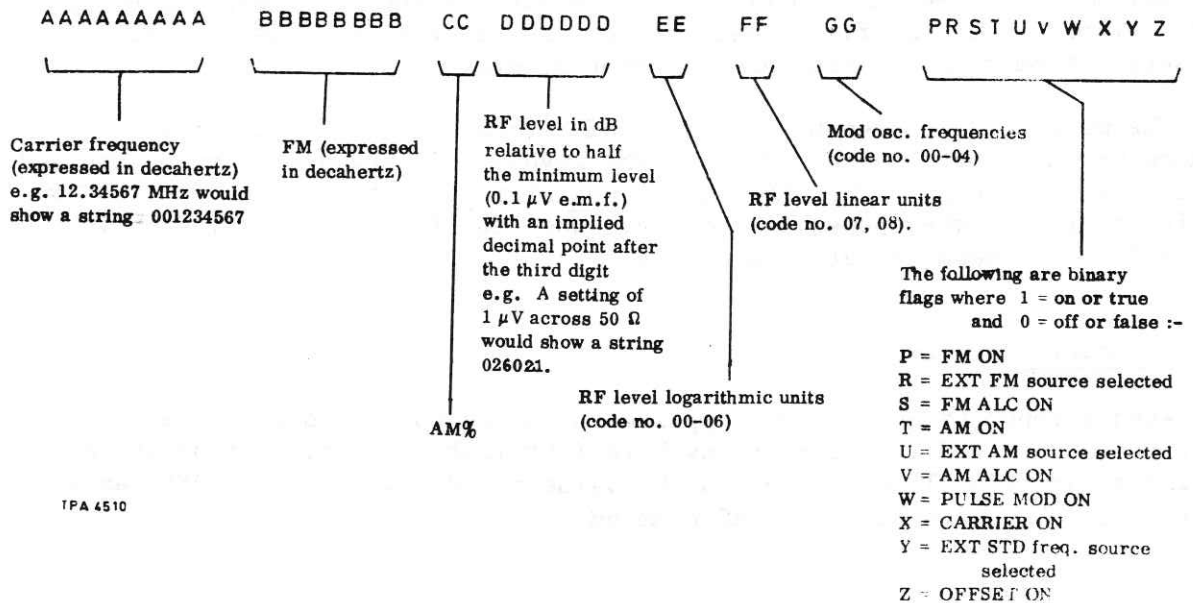 AAAAAAAAA BBBBBBBB CC DDDDDD EE FF GG PRSTUVWXYZ
Carrier frequency
(expressed in decahertz)
e.g. 12.34567 MHz would
show a string 001234567
FM (expressed
in decahertz)
AM%
RF level in dB
relative to half
the minimum level
(0.1 μV e.m.f.)
with an implied
decimal point after
the third digit
e.g. A setting of
1 μV across 50 Ω
would show a string
026021.
RF level logarithmic units
(code no. 00-06)
RF level linear units
(code no. 07, 08).
Mod osc. frequencies
(code no. 00-04)
The following are binary
flags where 1 = on or true
and 0 = off or false :-
P = FM ON
R = EXT FM source selected
S = FM ALC ON
T = AM ON
U = EXT AM source selected
V = AM ALC ON
W = PULSE MOD ON
X = CARRIER ON
Y = EXT STD freq. source
selected
Z = OFFSET ON
TPA 4510